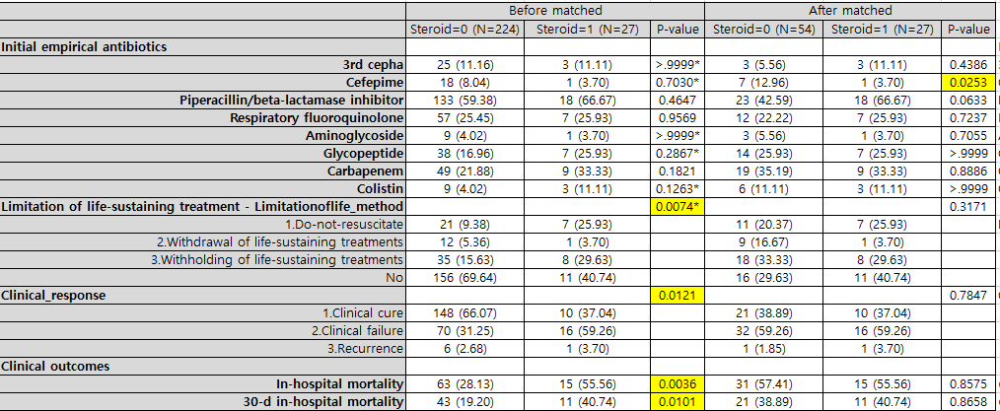 Before matched After matched
Steroid=0 (N=224) Steroid=1 (N=27) P-value Steroid=0 (N=54) Steroid=1 (N=27) P-value
Initial empirical antibiotics
3rd cepha 25 (11.16) 3 (11.11) >.9999* 3 (5.56) 3 (11.11) 0.4386
Cefepime 18 (8.04) 1 (3.70) 0.7030* 7 (12.96) 1 (3.70) 0.0253
Piperacillin/beta-lactamase inhibitor 133 (59.38) 18 (66.67) 0.4647 23 (42.59) 18 (66.67) 0.0633
Respiratory fluoroquinolone 57 (25.45) 7 (25.93) 0.9569 12 (22.22) 7 (25.93) 0.7237
Aminoglycoside 9 (4.02) 1 (3.70) >.9999* 3 (5.56) 1 (3.70) 0.7055
Glycopeptide 38 (16.96) 7 (25.93) 0.2867* 14 (25.93) 7 (25.93) >.9999
Carbapenem 49 (21.88) 9 (33.33) 0.1821 19 (35.19) 9 (33.33) 0.8886
Colistin 9 (4.02) 3 (11.11) 0.1263* 6 (11.11) 3 (11.11) >.9999
Limitation of life-sustaining treatment - Limitationoflife_method 0.0074* 0.3171
1.Do-not-resuscitate 21 (9.38) 7 (25.93) 11 (20.37) 7 (25.93)
2.Withdrawal of life-sustaining treatments 12 (5.36) 1 (3.70) 9 (16.67) 1 (3.70)
3.Withholding of life-sustaining treatments 35 (15.63) 8 (29.63) 18 (33.33) 8 (29.63)
No 156 (69.64) 11 (40.74) 16 (29.63) 11 (40.74)
Clinical_response 0.0121 0.7847
1.Clinical cure 148 (66.07) 10 (37.04) 21 (38.89) 10 (37.04)
2.Clinical failure 70 (31.25) 16 (59.26) 32 (59.26) 16 (59.26)
3.Recurrence 6 (2.68) 1 (3.70) 1 (1.85) 1 (3.70)
Clinical outcomes
In-hospital mortality 63 (28.13) 15 (55.56) 0.0036 31 (57.41) 15 (55.56) 0.8575
30-d in-hospital mortality 43 (19.20) 11 (40.74) 0.0101 21 (38.89) 11 (40.74) 0.8658